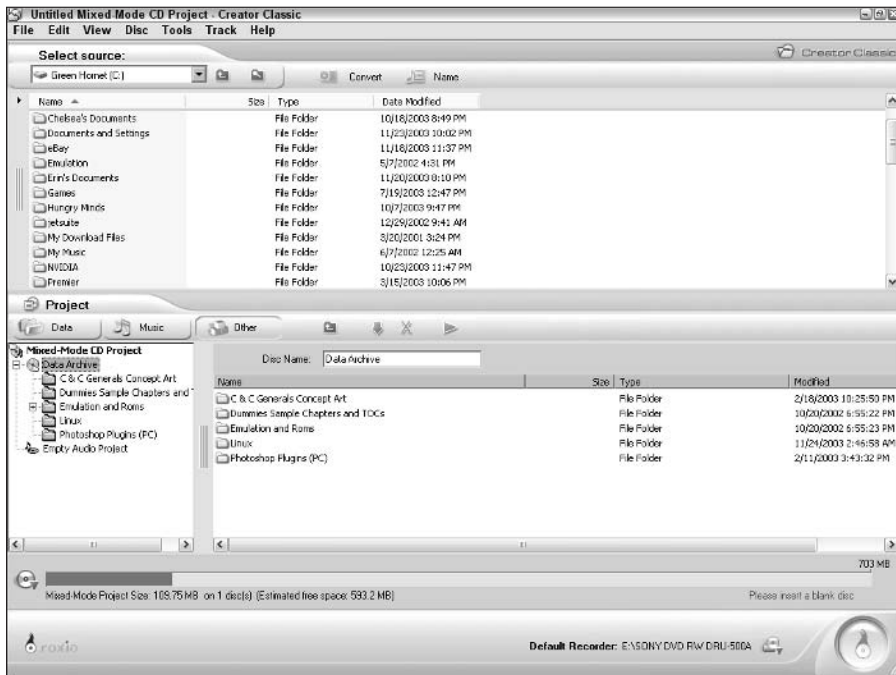 Untitled Mixed-Mode CD Project - Creator Classic
File Edit View Disc Tools Track Help
Select source:
Creator Classic
Green Hornet (C:)
Convert
Name
Name Size Type Date Modified
Chelsea's Documents File Folder 10/18/2003 8:49 PM
Documents and Settings File Folder 11/23/2003 10:02 PM
eBay File Folder 11/18/2003 11:37 PM
Emulation File Folder 5/7/2002 4:31 PM
Erin's Documents File Folder 11/20/2003 8:10 PM
Games File Folder 7/19/2003 12:47 PM
Hungry Minds File Folder 10/7/2003 9:47 PM
jetsuite File Folder 12/29/2002 9:41 AM
My Download Files File Folder 3/20/2001 3:24 PM
My Music File Folder 6/7/2002 12:25 AM
NVIDIA File Folder 10/23/2003 11:47 PM
Premier File Folder 3/15/2003 10:06 PM
Project
Data Music Other
Mixed-Mode CD Project
Data Archive
C & C Generals Concept Art
Dummies Sample Chapters and
Emulation and Roms
Linux
Photoshop Plugins (PC)
Empty Audio Project
Disc Name: Data Archive
Name Size Type Modified
C & C Generals Concept Art File Folder 2/18/2003 10:25:50 PM
Dummies Sample Chapters and TOCs File Folder 10/20/2002 6:55:22 PM
Emulation and Roms File Folder 10/20/2002 6:55:23 PM
Linux File Folder 11/24/2003 2:46:58 AM
Photoshop Plugins (PC) File Folder 2/11/2003 3:43:32 PM
703 MB
Mixed-Mode Project Size: 109.75 MB on 1 disc(s) (Estimated free space: 593.2 MB)
Please insert a blank disc
roxio
Default Recorder: E:\SONY DVD RW DRU-500A